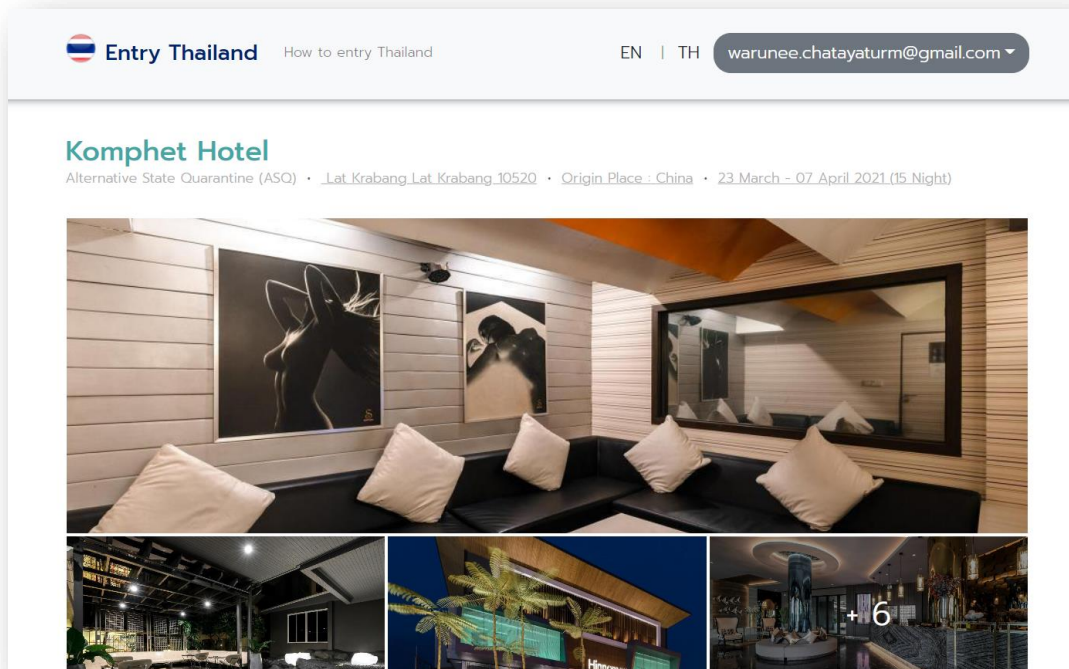 Entry Thailand How to entry Thailand EN | TH warunee.chatayaturm@gmail.com
Komphet Hotel
Alternative State Quarantine (ASQ) • Lat Krabang Lat Krabang 10520 • Origin Place : China • 23 March - 07 April 2021 (15 Night)
+ 6